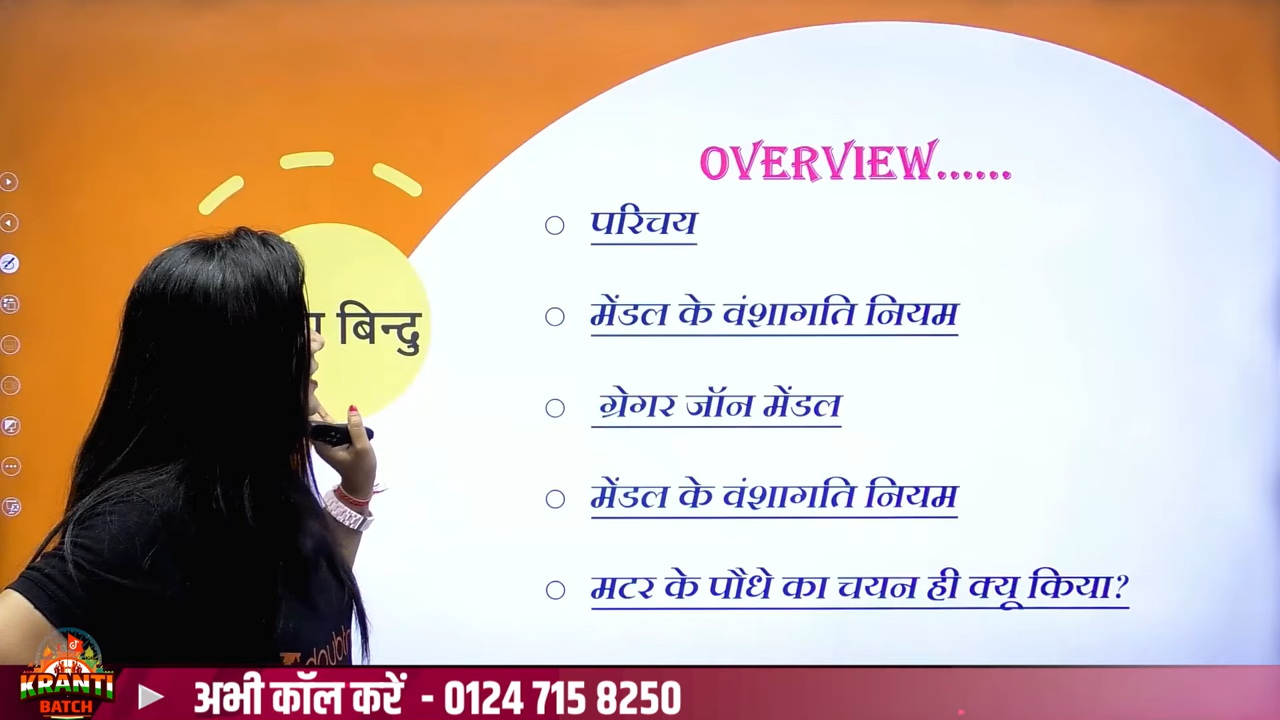 OVERVIEW......
परिचय
मेंडल के वंशागति नियम
ग्रेगर जॉन मेंडल
मेंडल के वंशागति नियम
मटर के पौधे का चयन ही क्यू किया?
बिन्दु
KRANTI
BATCH
अभी कॉल करें - 0124 715 8250